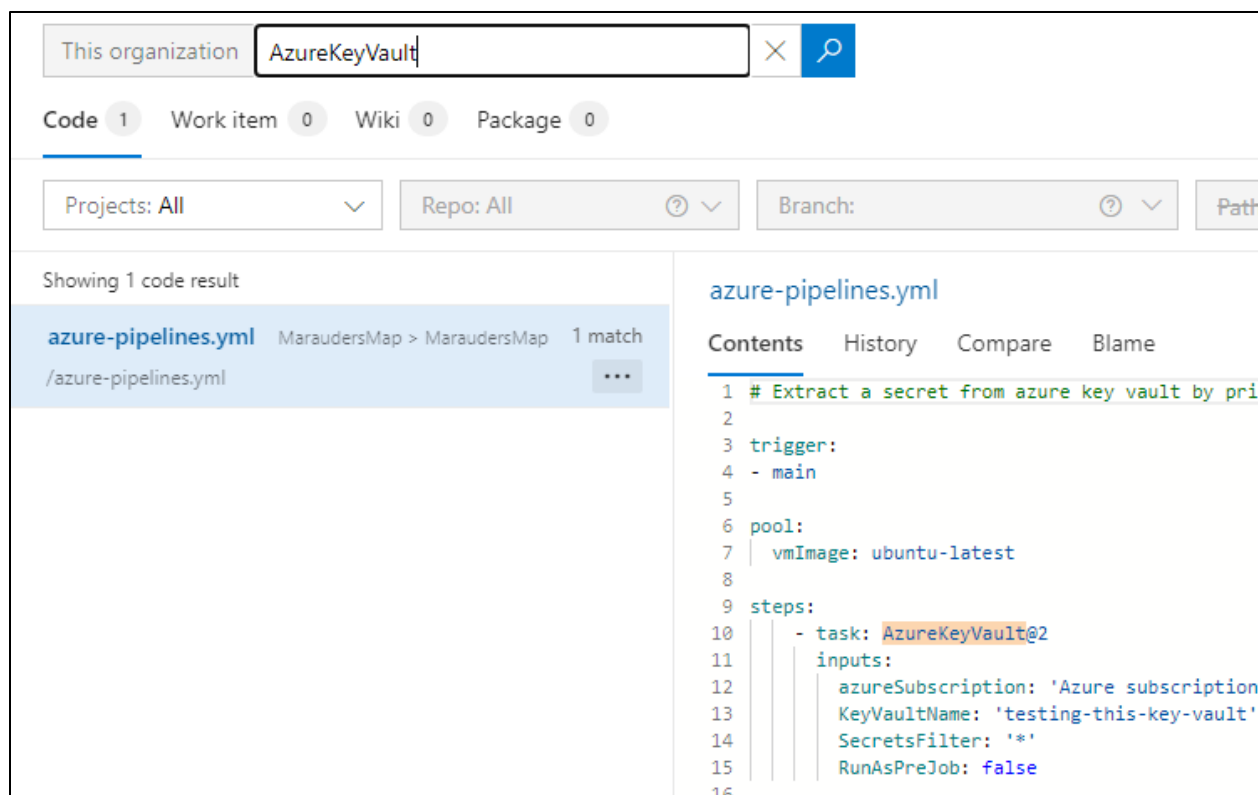 This organization AzureKeyVault
Code 1 Work item 0 Wiki 0 Package 0
Projects: All Repo: All Branch: Path
Showing 1 code result
azure-pipelines.yml MaraudersMap > MaraudersMap 1 match
/azure-pipelines.yml
azure-pipelines.yml
Contents History Compare Blame
1 # Extract a secret from azure key vault by pri
2
3 trigger:
4 - main
5
6 pool:
7 vmImage: ubuntu-latest
8
9 steps:
10 - task: AzureKeyVault@2
11 inputs:
12 azureSubscription: 'Azure subscription
13 KeyVaultName: 'testing-this-key-vault'
14 SecretsFilter: '*'
15 RunAsPreJob: false
16